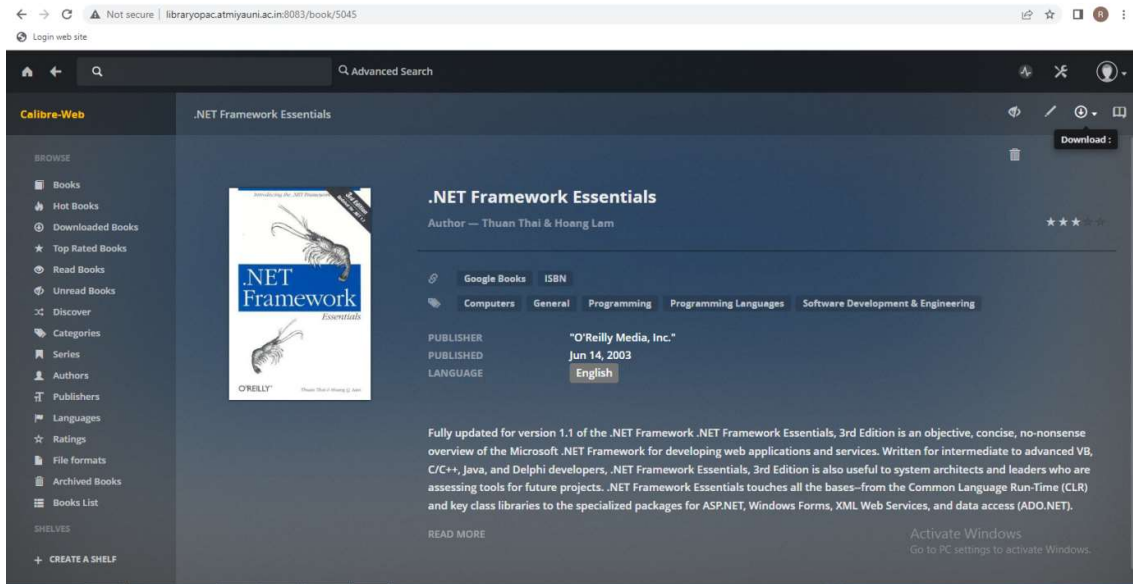 Not secure | libraryopac.atmiyauni.ac.in:8083/book/5045
R
Login web site
Advanced Search
Calibre-Web
.NET Framework Essentials
Download :
BROWSE
Books
Hot Books
Downloaded Books
Top Rated Books
Read Books
Unread Books
Discover
Categories
Series
Authors
Publishers
Languages
Ratings
File formats
Archived Books
Books List
SHELVES
+ CREATE A SHELF
Introducing the .NET Framework
3rd Edition
.NET
Framework
Essentials
O'REILLY
Thuan Thai & Hoang Q. Lam
.NET Framework Essentials
Author — Thuan Thai & Hoang Lam
Google Books ISBN
Computers General Programming Programming Languages Software Development & Engineering
PUBLISHER "O'Reilly Media, Inc."
PUBLISHED Jun 14, 2003
LANGUAGE English
Fully updated for version 1.1 of the .NET Framework .NET Framework Essentials, 3rd Edition is an objective, concise, no-nonsense
overview of the Microsoft .NET Framework for developing web applications and services. Written for intermediate to advanced VB,
C/C++, Java, and Delphi developers, .NET Framework Essentials, 3rd Edition is also useful to system architects and leaders who are
assessing tools for future projects. .NET Framework Essentials touches all the bases--from the Common Language Run-Time (CLR)
and key class libraries to the specialized packages for ASP.NET, Windows Forms, XML Web Services, and data access (ADO.NET).
READ MORE
Activate Windows
Go to PC settings to activate Windows.